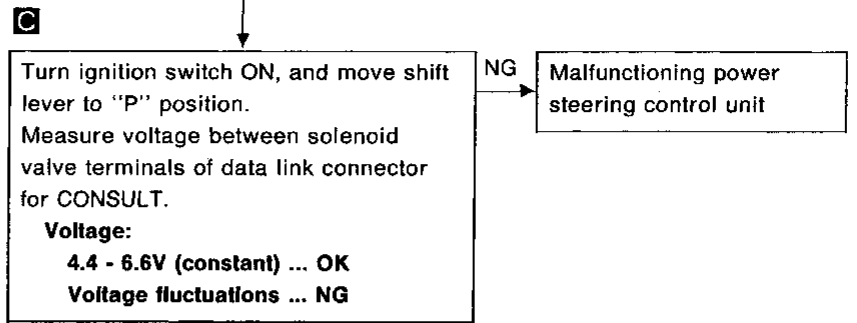 C
Turn ignition switch ON, and move shift
lever to "P" position.
Measure voltage between solenoid
valve terminals of data link connector
for CONSULT.
Voltage:
4.4 - 6.6V (constant) ... OK
Voltage fluctuations ... NG
NG
Malfunctioning power
steering control unit